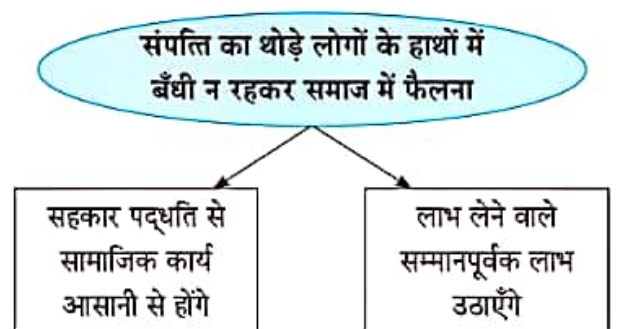 संपत्ति का थोड़े लोगों के हाथों में
बँधी न रहकर समाज में फैलना
सहकार पद्धति से
सामाजिक कार्य
आसानी से होंगे
लाभ लेने वाले
सम्मानपूर्वक लाभ
उठाएँगे